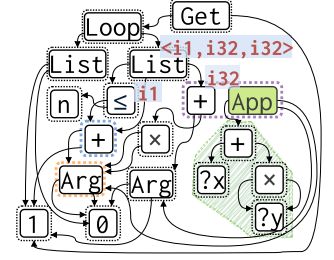 Get
Loop
<i1,i32,i32>
List
List
i32
n
≤
i1
+
App
+
×
+
Arg
Arg
?x
×
1
0
?y